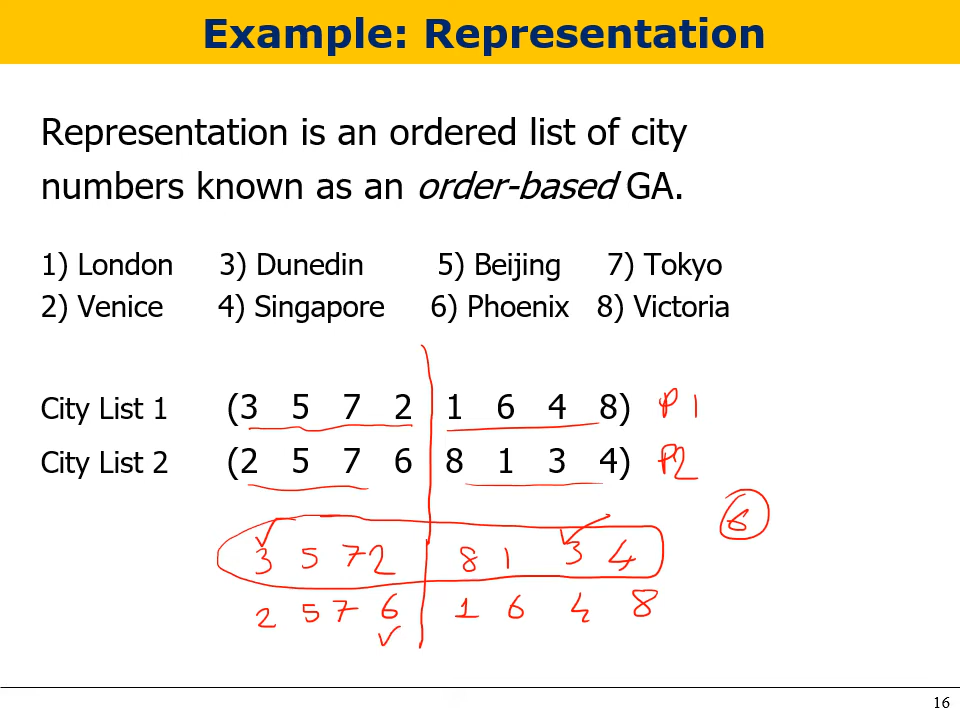 Example: Representation
Representation is an ordered list of city
numbers known as an order-based GA.
1) London 3) Dunedin 5) Beijing 7) Tokyo
2) Venice 4) Singapore 6) Phoenix 8) Victoria
City List 1 (3 5 7 2 1 6 4 8) P1
City List 2 (2 5 7 6 8 1 3 4) P2
6
3 5 7 2 8 1 3 4
2 5 7 6 1 6 4 8
16